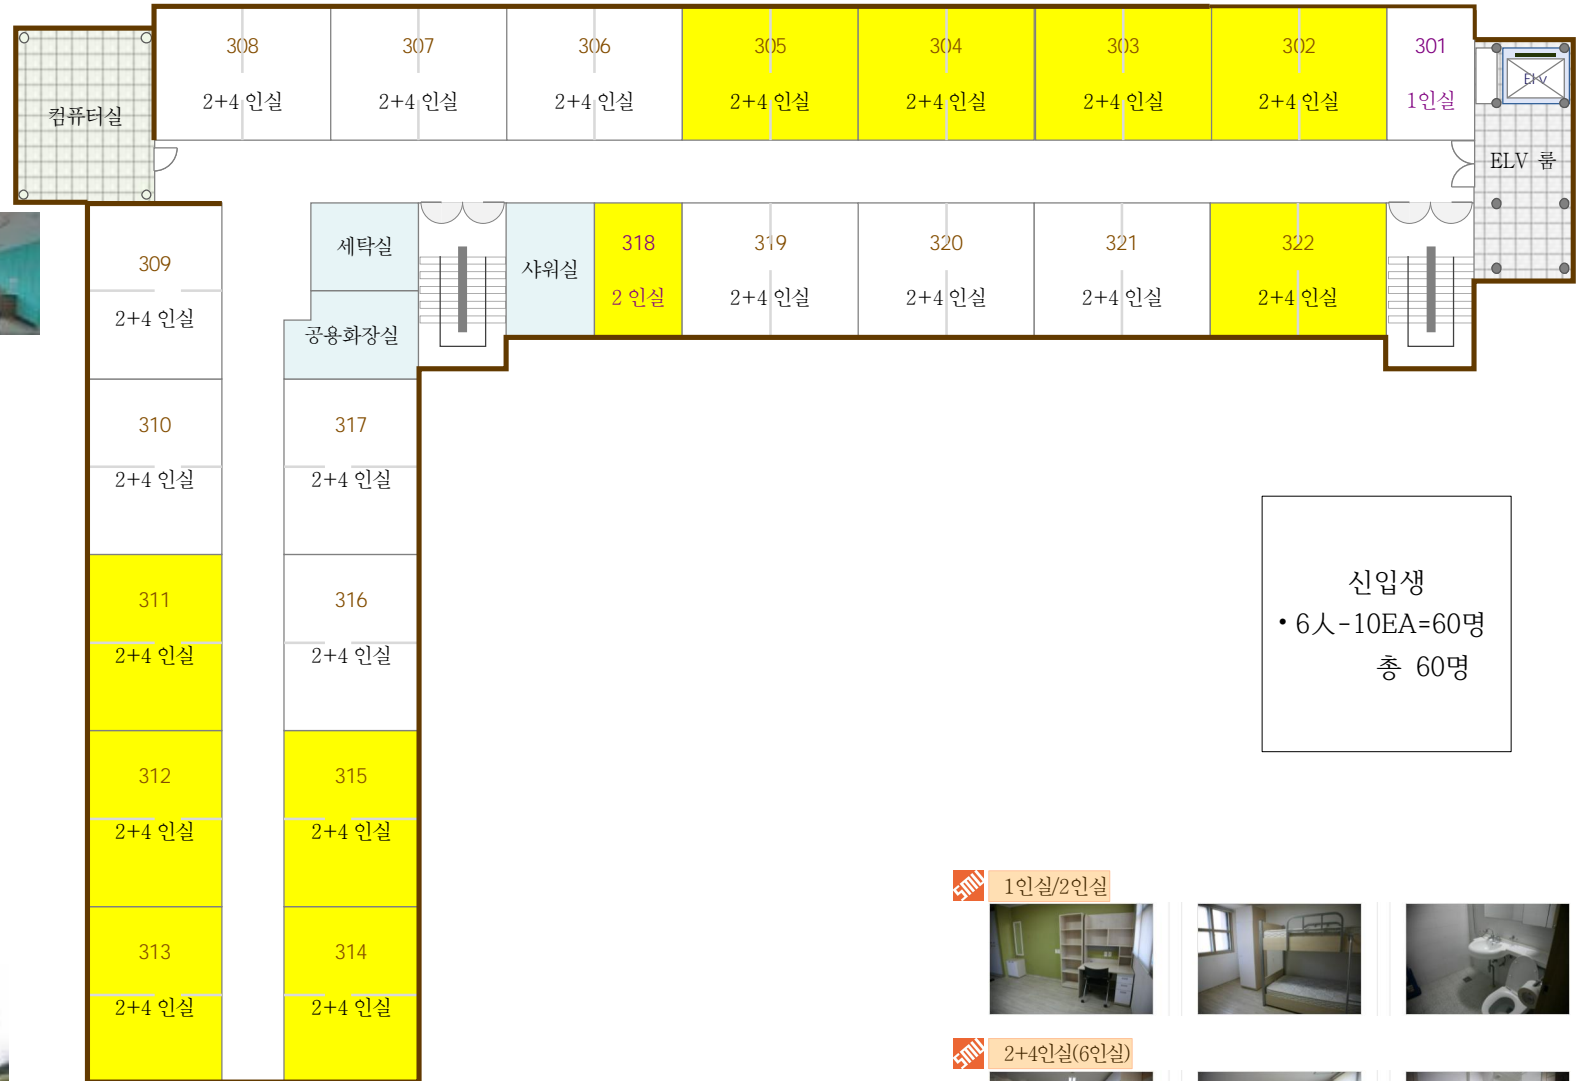 308
2+4 인실
307
2+4 인실
306
2+4 인실
305
2+4 인실
304
2+4 인실
303
2+4 인실
302
2+4 인실
301
1인실
ELV
컴퓨터실
ELV 룸
309
2+4 인실
세탁실
공용화장실
샤워실
318
2 인실
319
2+4 인실
320
2+4 인실
321
2+4 인실
322
2+4 인실
310
2+4 인실
317
2+4 인실
311
2+4 인실
316
2+4 인실
312
2+4 인실
315
2+4 인실
313
2+4 인실
314
2+4 인실
신입생
• 6人-10EA=60명
총 60명
SMU 1인실/2인실
SMU 2+4인실(6인실)